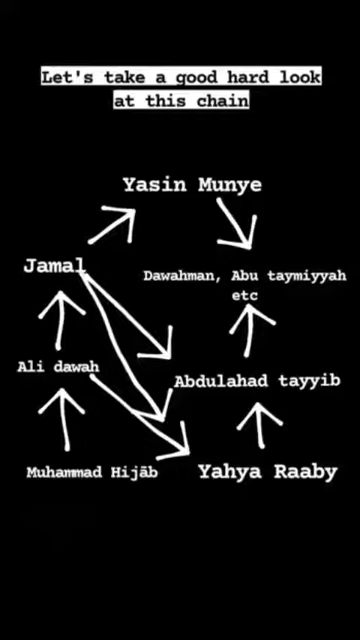 Let's take a good hard look
at this chain
Yasin Munye
Jamal
Dawahman, Abu taymiyyah
etc
Ali dawah
Abdulahad tayyib
Muhammad Hijāb
Yahya Raaby